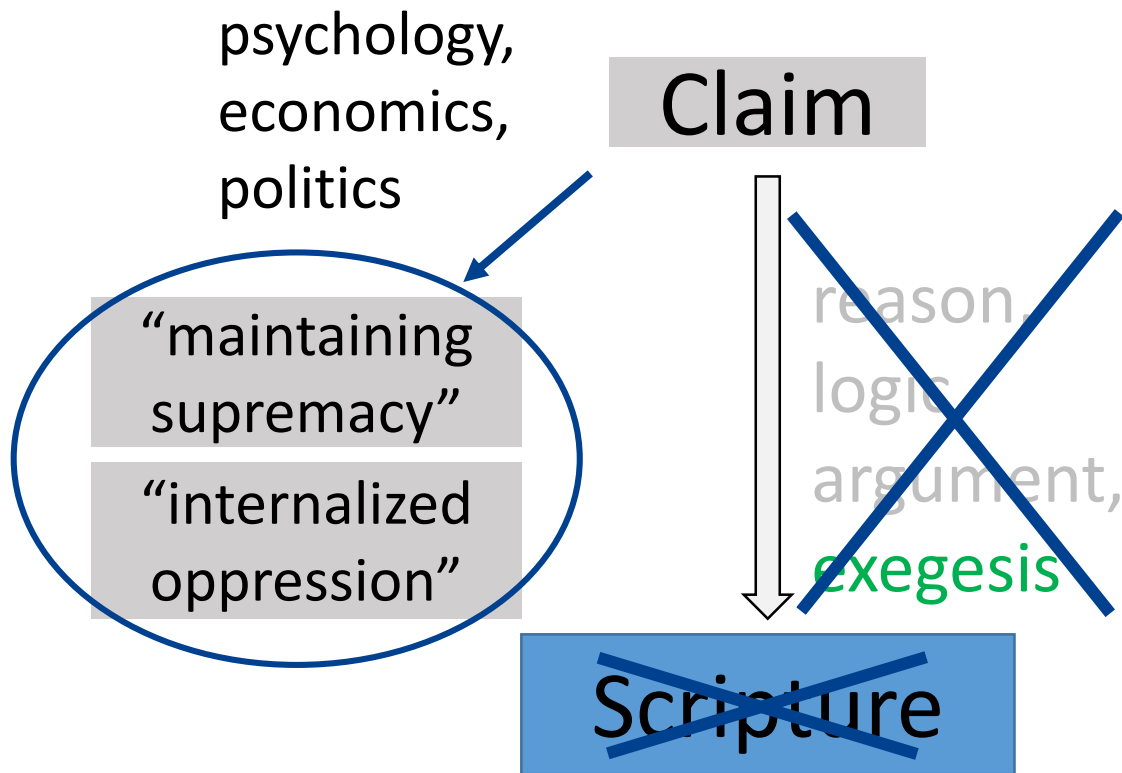 psychology,
economics,
politics
Claim
“maintaining
supremacy”
“internalized
oppression”
reason,
logic
argument,
exegesis
Scripture